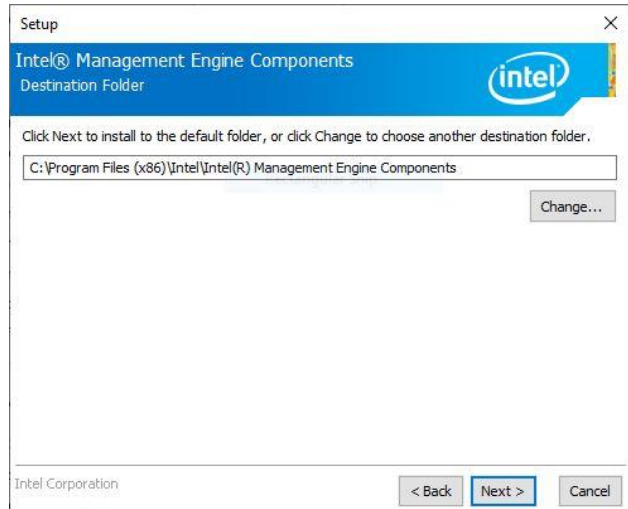 Setup
Intel® Management Engine Components
Destination Folder
intel
Click Next to install to the default folder, or click Change to choose another destination folder.
C:\Program Files (x86)\Intel\Intel(R) Management Engine Components
Rectangular Snip
Change...
Intel Corporation
< Back
Next >
Cancel